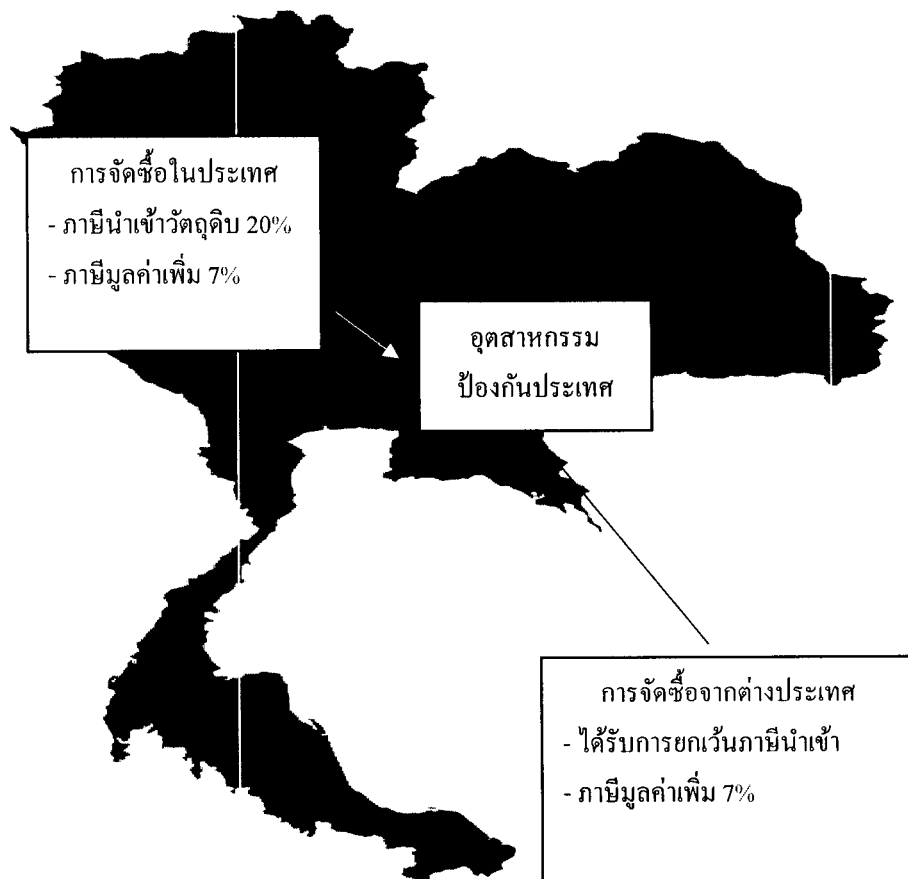 การจัดซื้อในประเทศ
- ภาษีนำเข้าวัตถุดิบ 20%
- ภาษีมูลค่าเพิ่ม 7%
อุตสาหกรรม
ป้องกันประเทศ
การจัดซื้อจากต่างประเทศ
- ได้รับการยกเว้นภาษีนำเข้า
- ภาษีมูลค่าเพิ่ม 7%